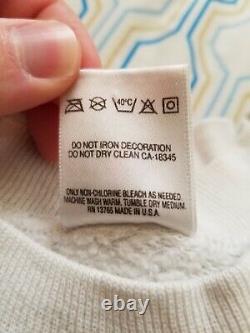 40°C
DO NOT IRON DECORATION
DO NOT DRY CLEAN CA-18345
ONLY NON-CHLORINE BLEACH AS NEEDED
MACHINE WASH WARM, TUMBLE DRY MEDIUM.
RN 13765 MADE IN U.S.A.